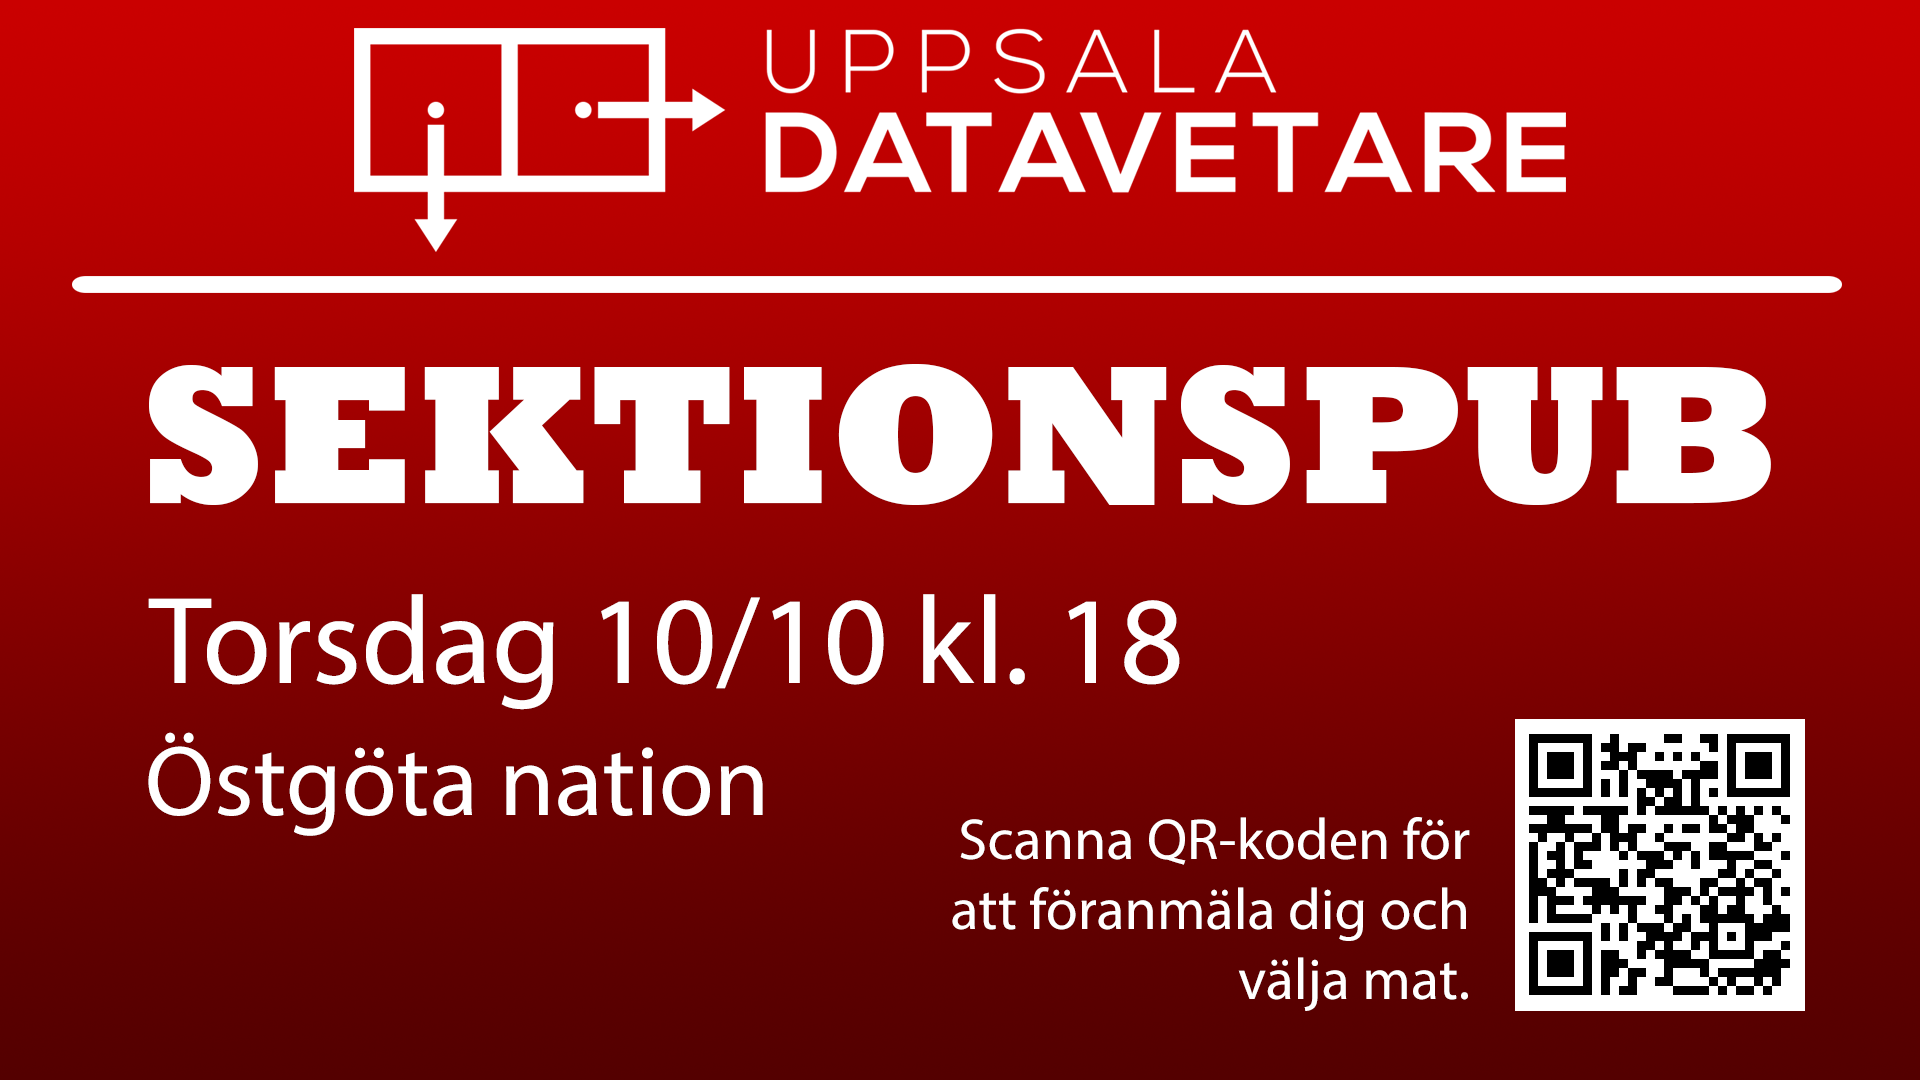 UPPSALA
DATAVETARE
SEKTIONSPUB
Torsdag 10/10 kl. 18
Östgöta nation
Scanna QR-koden för
att föranmäla dig och
välja mat.